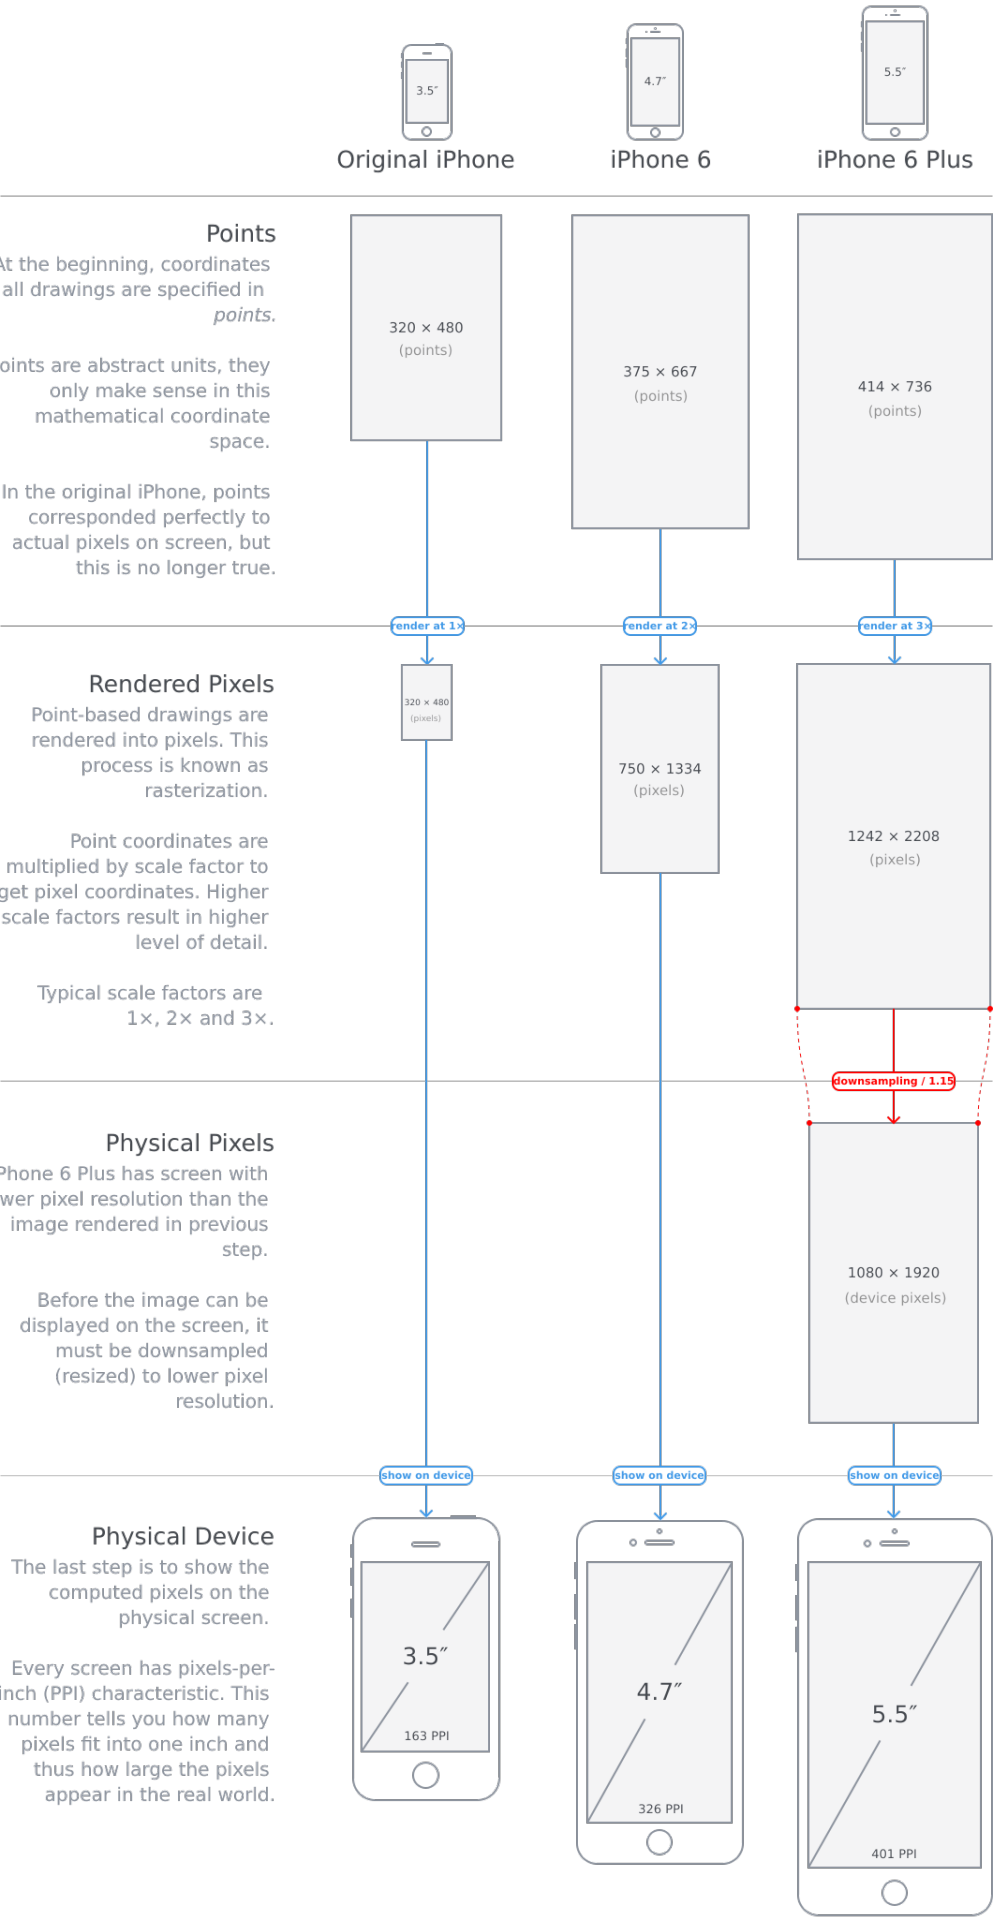 3.5″
4.7″
5.5″
Original iPhone
iPhone 6
iPhone 6 Plus
Points
At the beginning, coordinates
all drawings are specified in
points.
oints are abstract units, they
only make sense in this
mathematical coordinate
space.
In the original iPhone, points
corresponded perfectly to
actual pixels on screen, but
this is no longer true.
320 × 480
(points)
375 × 667
(points)
414 × 736
(points)
render at 1×
render at 2×
render at 3×
Rendered Pixels
Point-based drawings are
rendered into pixels. This
process is known as
rasterization.
Point coordinates are
multiplied by scale factor to
get pixel coordinates. Higher
scale factors result in higher
level of detail.
Typical scale factors are
1×, 2× and 3×.
320 × 480
(pixels)
750 × 1334
(pixels)
1242 × 2208
(pixels)
downsampling / 1.15
Physical Pixels
Phone 6 Plus has screen with
wer pixel resolution than the
image rendered in previous
step.
Before the image can be
displayed on the screen, it
must be downsampled
(resized) to lower pixel
resolution.
1080 × 1920
(device pixels)
show on device
show on device
show on device
Physical Device
The last step is to show the
computed pixels on the
physical screen.
Every screen has pixels-per-
inch (PPI) characteristic. This
number tells you how many
pixels fit into one inch and
thus how large the pixels
appear in the real world.
3.5″
163 PPI
4.7″
326 PPI
5.5″
401 PPI